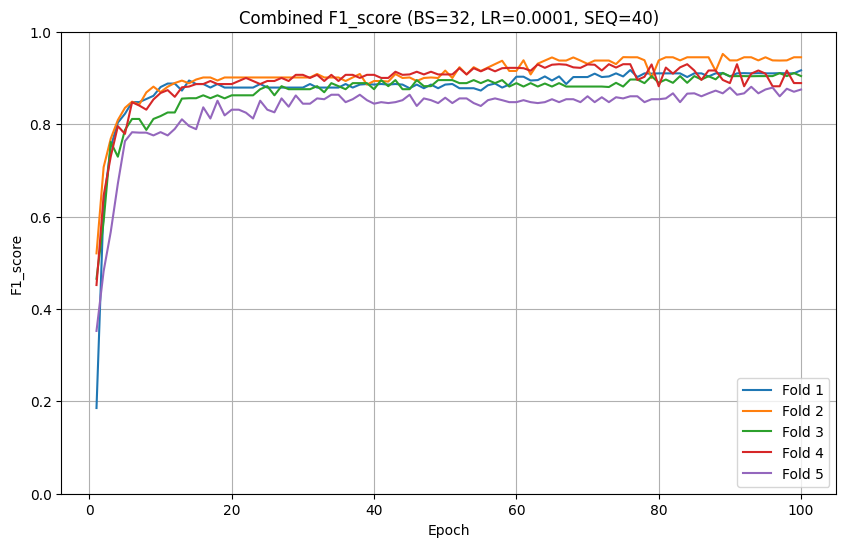 Combined F1_score (BS=32, LR=0.0001, SEQ=40)
1.0
0.8
0.6
0.4
0.2
0.0
F1_score
0 20 40 60 80 100
Epoch
Fold 1
Fold 2
Fold 3
Fold 4
Fold 5